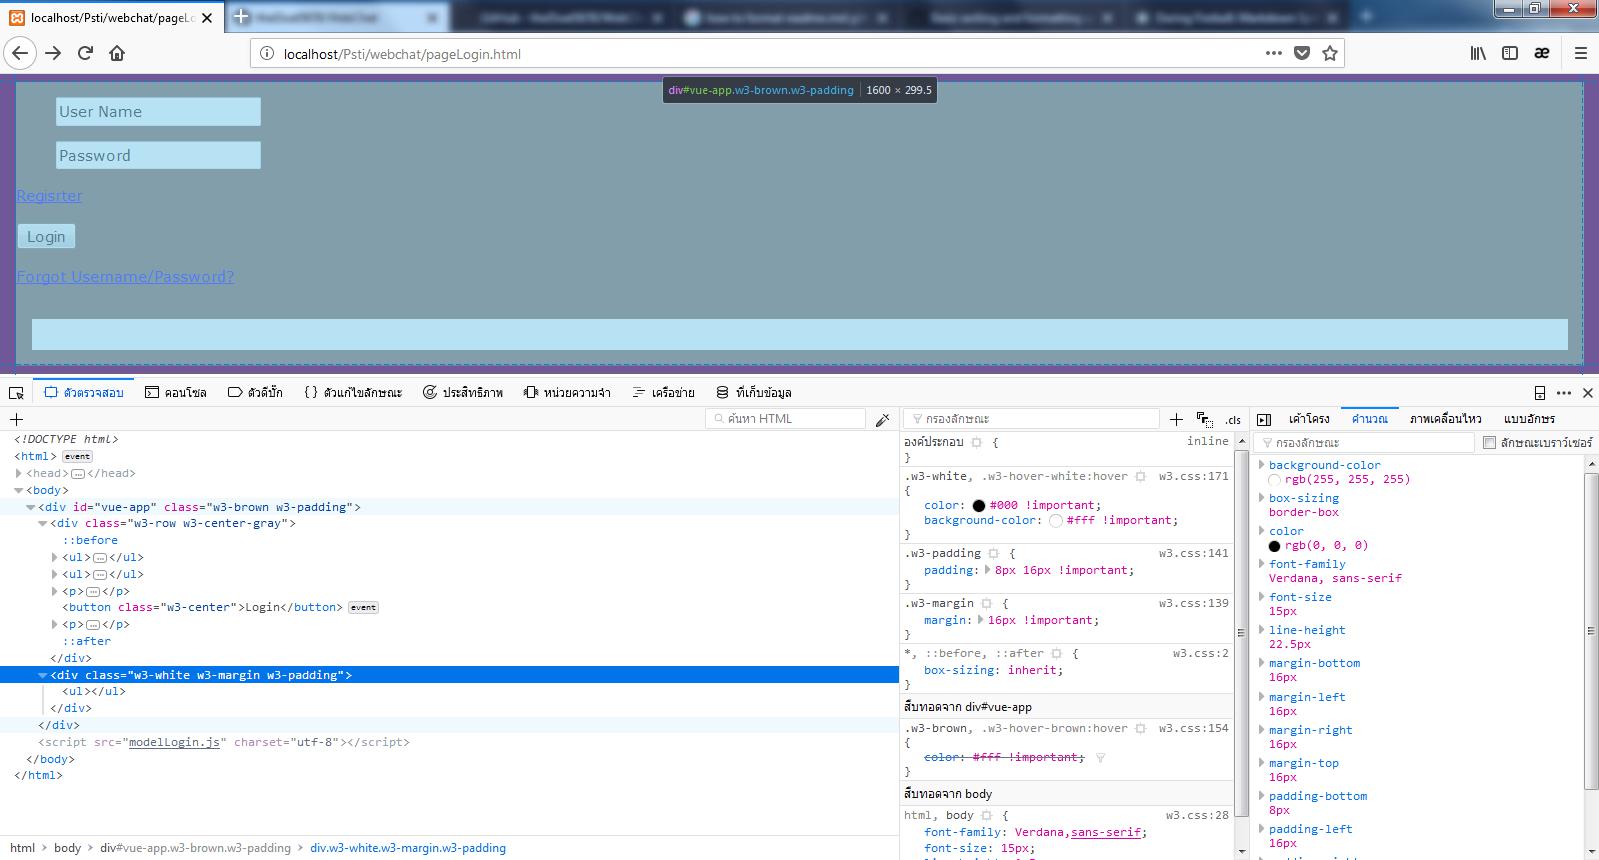 localhost/Psti/webchat/pageLo
localhost/Psti/webchat/pageLogin.html
div#vue-app.w3-brown.w3-padding | 1600 × 299.5
User Name
Password
Regisrter
Login
Forgot Username/Password?
ตัวตรวจสอบ คอนโซล ตัวดีบั๊ก ตัวแก้ไขลักษณะ ประสิทธิภาพ หน่วยความจำ เครือข่าย ที่เก็บข้อมูล
ค้นหา HTML
<!DOCTYPE html>
<html> event
<head> </head>
<body>
<div id="vue-app" class="w3-brown w3-padding">
<div class="w3-row w3-center-gray">
::before
<ul> </ul>
<ul> </ul>
<p> </p>
<button class="w3-center">Login</button> event
<p> </p>
::after
</div>
<div class="w3-white w3-margin w3-padding">
<ul></ul>
</div>
</div>
<script src="modelLogin.js" charset="utf-8"></script>
</body>
</html>
html > body > div#vue-app.w3-brown.w3-padding > div.w3-white.w3-margin.w3-padding
กรองลักษณะ + .cls
องค์ประกอบ { inline
}
.w3-white, .w3-hover-white:hover w3.css:171
{
color: #000 !important;
background-color: #fff !important;
}
.w3-padding { w3.css:141
padding: 8px 16px !important;
}
.w3-margin { w3.css:139
margin: 16px !important;
}
*, ::before, ::after { w3.css:2
box-sizing: inherit;
}
สืบทอดจาก div#vue-app
.w3-brown, .w3-hover-brown:hover w3.css:154
{
color: #fff !important;
}
สืบทอดจาก body
html, body { w3.css:28
font-family: Verdana,sans-serif;
font-size: 15px;
เค้าโครง คำนวณ ภาพเคลื่อนไหว แบบอักษร
กรองลักษณะ ลักษณะเบราว์เซอร์
background-color
rgb(255, 255, 255)
box-sizing
border-box
color
rgb(0, 0, 0)
font-family
Verdana, sans-serif
font-size
15px
line-height
22.5px
margin-bottom
16px
margin-left
16px
margin-right
16px
margin-top
16px
padding-bottom
8px
padding-left
16px